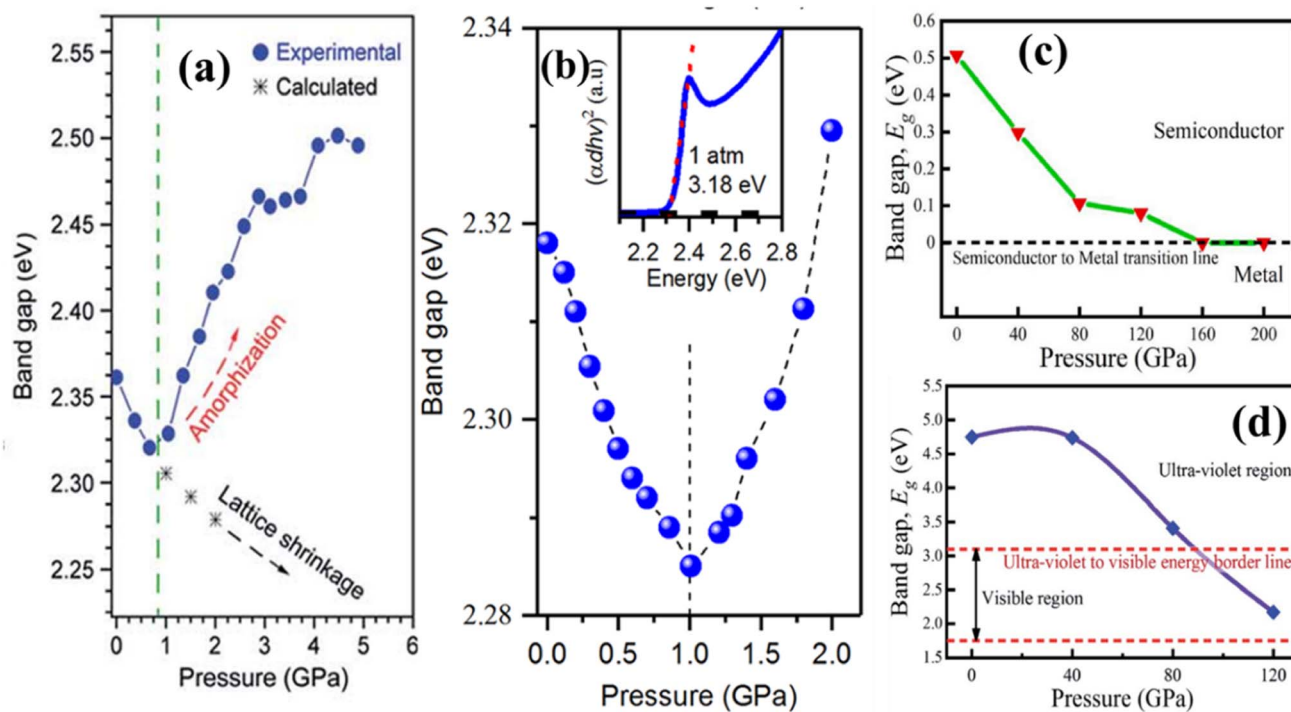 (a)
Experimental
Calculated
2.55
2.50
2.45
2.40
2.35
2.30
2.25
Band gap (eV)
Amorphization
Lattice shrinkage
0 1 2 3 4 5 6
Pressure (GPa)
(b)
2.34
2.33
2.32
2.30
2.28
Band gap (eV)
(αdhν)² (a.u)
1 atm
3.18 eV
2.2 2.4 2.6 2.8
Energy (eV)
0.0 0.5 1.0 1.5 2.0
Pressure (GPa)
(c)
0.5
0.4
0.3
0.2
0.1
0
Band gap, Eg (eV)
Semiconductor
Semiconductor to Metal transition line
Metal
0 40 80 120 160 200
Pressure (GPa)
(d)
5.5
5.0
4.5
4.0
3.5
3.0
2.5
2.0
1.5
Band gap, Eg (eV)
Ultra-violet region
Ultra-violet to visible energy border line
Visible region
0 40 80 120
Pressure (GPa)